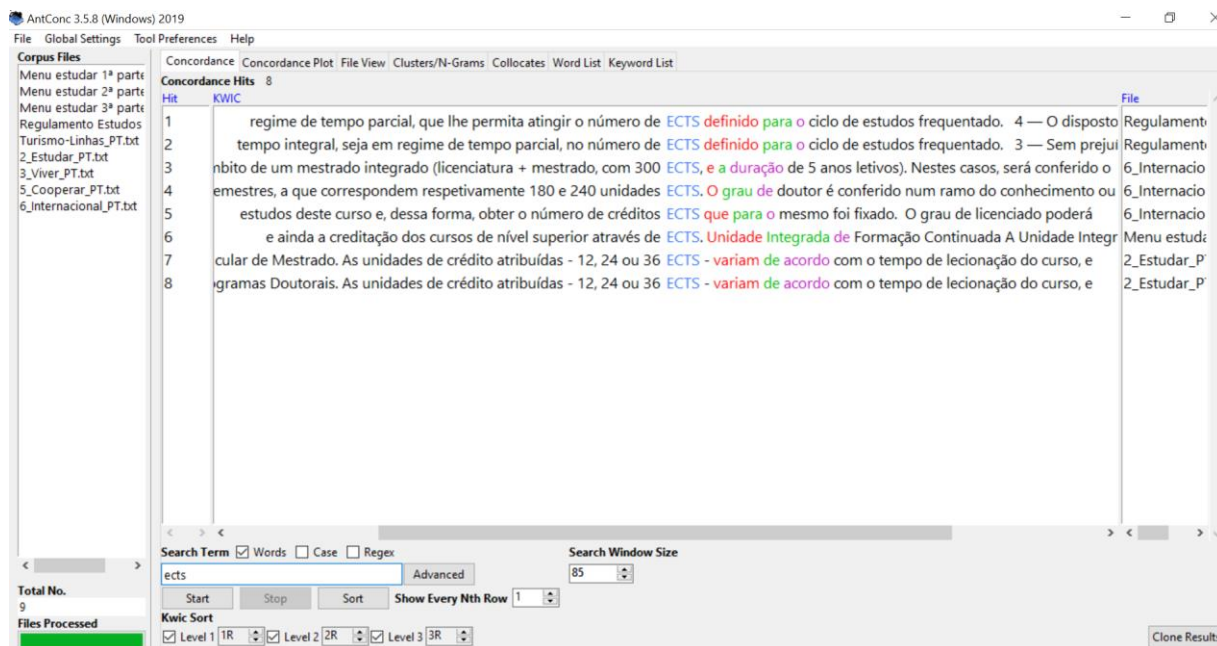 AntConc 3.5.8 (Windows) 2019
File Global Settings Tool Preferences Help
Corpus Files
Menu estudar 1ª parte
Menu estudar 2ª parte
Menu estudar 3ª parte
Regulamento Estudos
Turismo-Linhas_PT.txt
2_Estudar_PT.txt
3_Viver_PT.txt
5_Cooperar_PT.txt
6_Internacional_PT.txt
Total No.
9
Files Processed
Concordance Concordance Plot File View Clusters/N-Grams Collocates Word List Keyword List
Concordance Hits 8
Hit KWIC File
1 regime de tempo parcial, que lhe permita atingir o número de ECTS definido para o ciclo de estudos frequentado. 4 — O disposto Regulamento
2 tempo integral, seja em regime de tempo parcial, no número de ECTS definido para o ciclo de estudos frequentado. 3 — Sem prejuí Regulamento
3 mbito de um mestrado integrado (licenciatura + mestrado, com 300 ECTS, e a duração de 5 anos letivos). Nestes casos, será conferido o 6_Internacio
4 emestres, a que correspondem respetivamente 180 e 240 unidades ECTS. O grau de doutor é conferido num ramo do conhecimento ou 6_Internacio
5 estudos deste curso e, dessa forma, obter o número de créditos ECTS que para o mesmo foi fixado. O grau de licenciado poderá 6_Internacio
6 e ainda a creditação dos cursos de nível superior através de ECTS. Unidade Integrada de Formação Continuada A Unidade Integr Menu estuda
7 cular de Mestrado. As unidades de crédito atribuídas - 12, 24 ou 36 ECTS - variam de acordo com o tempo de lecionação do curso, e 2_Estudar_P
8 ogramas Doutorais. As unidades de crédito atribuídas - 12, 24 ou 36 ECTS - variam de acordo com o tempo de lecionação do curso, e 2_Estudar_P
Search Term Words Case Regex Search Window Size
ects Advanced 85
Start Stop Sort Show Every Nth Row 1
Kwic Sort
Level 1 1R Level 2 2R Level 3 3R Clone Results